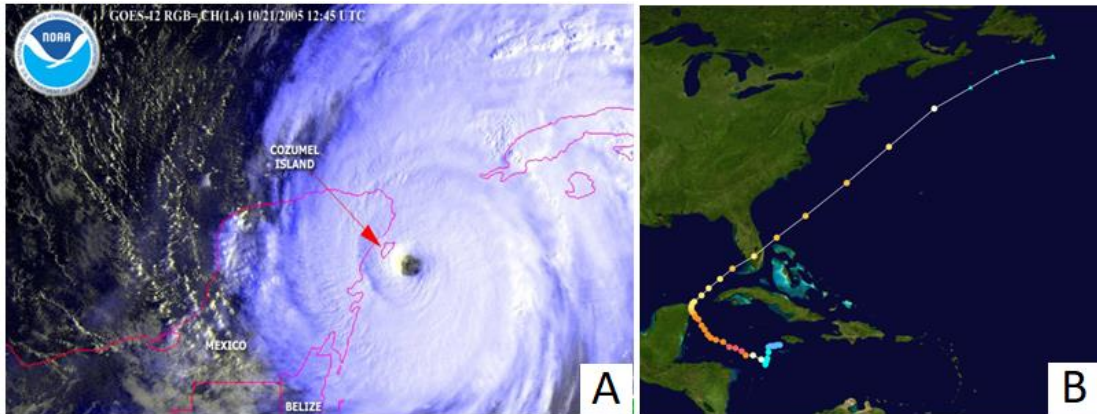 GOES-12 RGB= CH(1,4) 10/21/2005 12:45 UTC
NOAA
COZUMEL
ISLAND
MEXICO
BELIZE
A
B